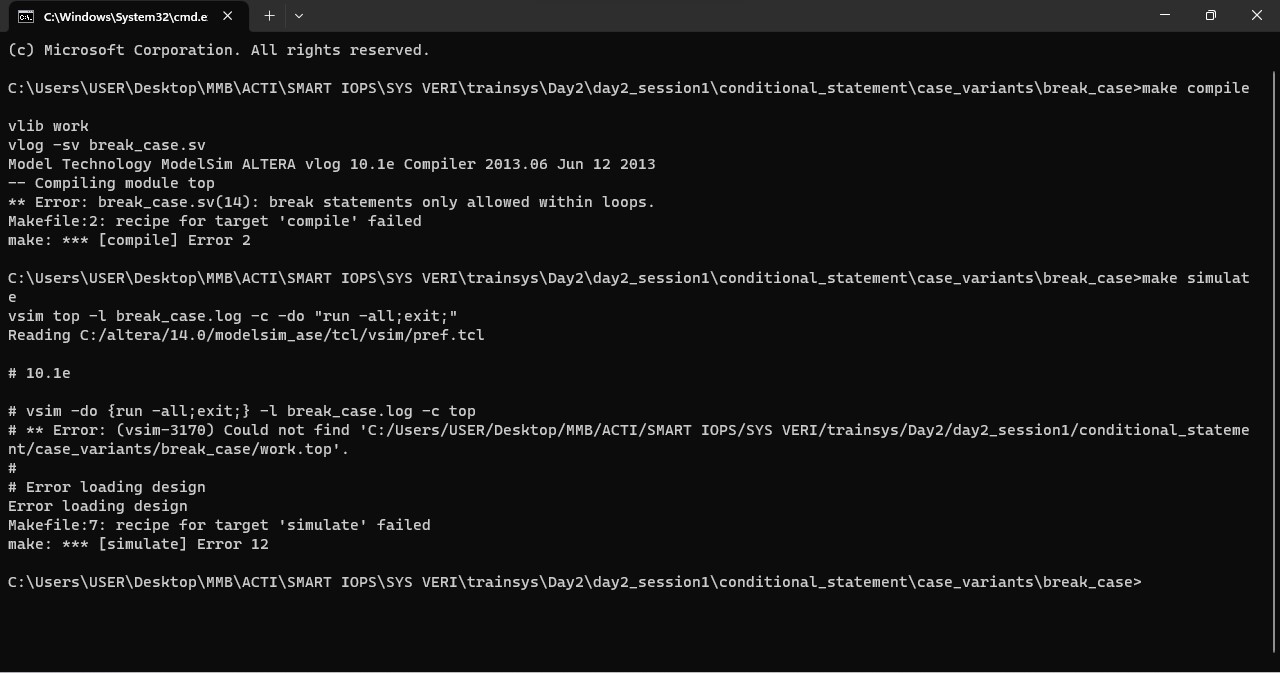 C:\Windows\System32\cmd.e
(c) Microsoft Corporation. All rights reserved.
C:\Users\USER\Desktop\MMB\ACTI\SMART IOPS\SYS VERI\trainsys\Day2\day2_session1\conditional_statement\case_variants\break_case>make compile
vlib work
vlog -sv break_case.sv
Model Technology ModelSim ALTERA vlog 10.1e Compiler 2013.06 Jun 12 2013
-- Compiling module top
** Error: break_case.sv(14): break statements only allowed within loops.
Makefile:2: recipe for target 'compile' failed
make: *** [compile] Error 2
C:\Users\USER\Desktop\MMB\ACTI\SMART IOPS\SYS VERI\trainsys\Day2\day2_session1\conditional_statement\case_variants\break_case>make simulat
e
vsim top -l break_case.log -c -do "run -all;exit;"
Reading C:/altera/14.0/modelsim_ase/tcl/vsim/pref.tcl
# 10.1e
# vsim -do {run -all;exit;} -l break_case.log -c top
# ** Error: (vsim-3170) Could not find 'C:/Users/USER/Desktop/MMB/ACTI/SMART IOPS/SYS VERI/trainsys/Day2/day2_session1/conditional_stateme
nt/case_variants/break_case/work.top'.
#
# Error loading design
Error loading design
Makefile:7: recipe for target 'simulate' failed
make: *** [simulate] Error 12
C:\Users\USER\Desktop\MMB\ACTI\SMART IOPS\SYS VERI\trainsys\Day2\day2_session1\conditional_statement\case_variants\break_case>